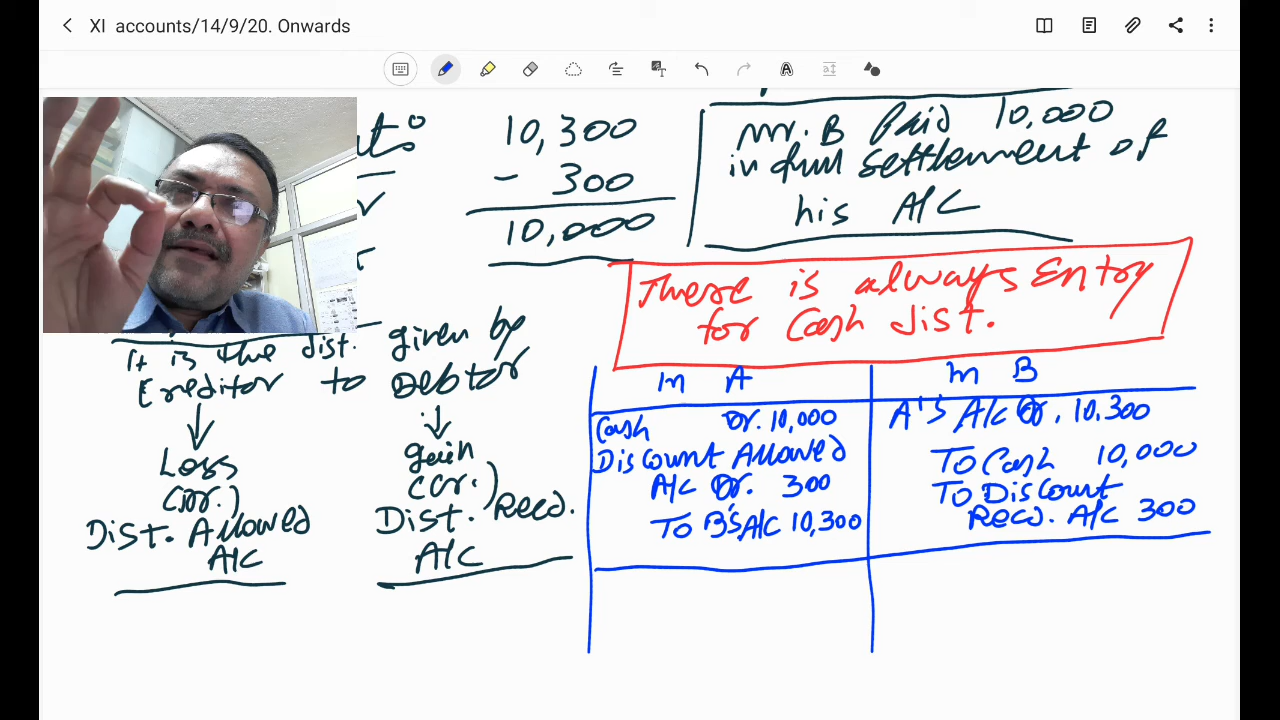 XI accounts/14/9/20. Onwards
10,300
- 300
10,000
Mr. B Paid 10,000
in full settlement of
his A/C
There is always Entry
for Cash dist.
It is the dist. given by
Creditor to Debtor
Loss
(Dr.)
Dist. Allowed
A/C
gain
(Cr.)
Dist. Recd.
A/C
In A
Cash Dr. 10,000
Discount Allowed
A/C Dr. 300
To B's A/C 10,300
In B
A's A/C Dr. 10,300
To Cash 10,000
To Discount
Recd. A/C 300